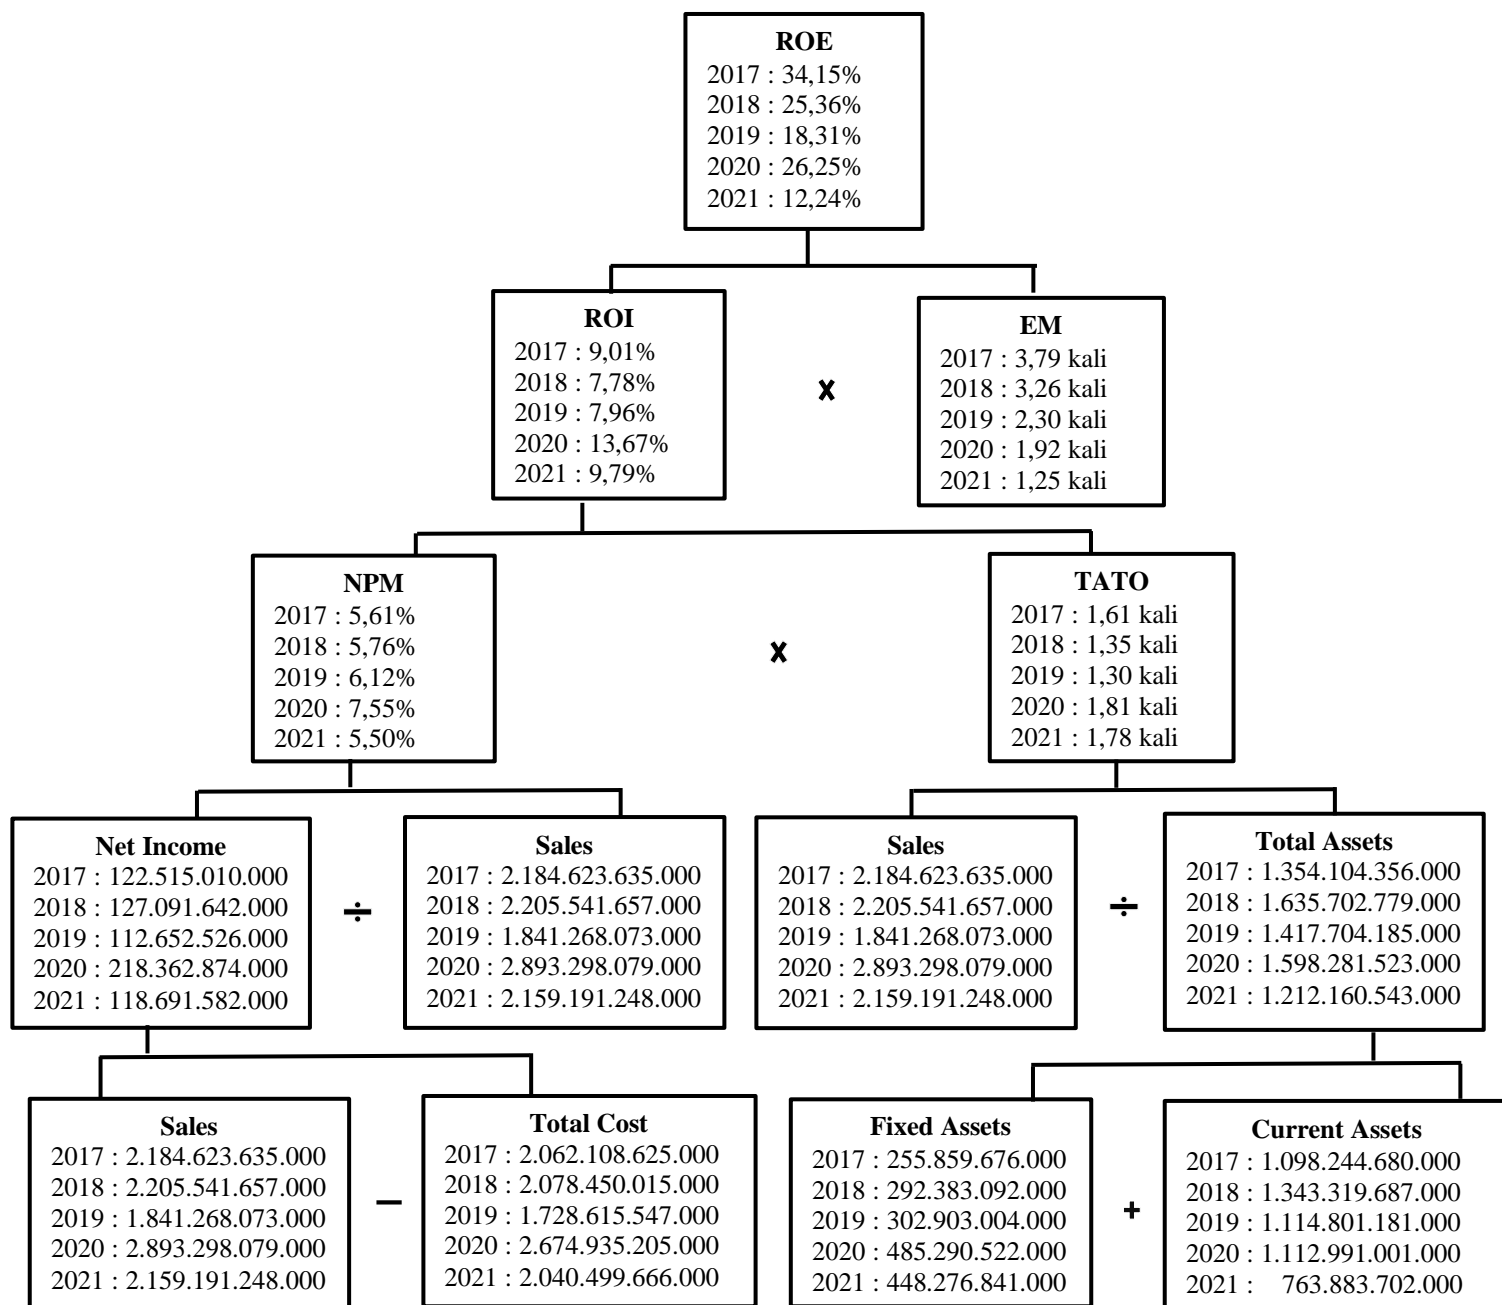 ROE
2017 : 34,15%
2018 : 25,36%
2019 : 18,31%
2020 : 26,25%
2021 : 12,24%
ROI
2017 : 9,01%
2018 : 7,78%
2019 : 7,96%
2020 : 13,67%
2021 : 9,79%
x
EM
2017 : 3,79 kali
2018 : 3,26 kali
2019 : 2,30 kali
2020 : 1,92 kali
2021 : 1,25 kali
NPM
2017 : 5,61%
2018 : 5,76%
2019 : 6,12%
2020 : 7,55%
2021 : 5,50%
x
TATO
2017 : 1,61 kali
2018 : 1,35 kali
2019 : 1,30 kali
2020 : 1,81 kali
2021 : 1,78 kali
Net Income
2017 : 122.515.010.000
2018 : 127.091.642.000
2019 : 112.652.526.000
2020 : 218.362.874.000
2021 : 118.691.582.000
÷
Sales
2017 : 2.184.623.635.000
2018 : 2.205.541.657.000
2019 : 1.841.268.073.000
2020 : 2.893.298.079.000
2021 : 2.159.191.248.000
Sales
2017 : 2.184.623.635.000
2018 : 2.205.541.657.000
2019 : 1.841.268.073.000
2020 : 2.893.298.079.000
2021 : 2.159.191.248.000
÷
Total Assets
2017 : 1.354.104.356.000
2018 : 1.635.702.779.000
2019 : 1.417.704.185.000
2020 : 1.598.281.523.000
2021 : 1.212.160.543.000
Sales
2017 : 2.184.623.635.000
2018 : 2.205.541.657.000
2019 : 1.841.268.073.000
2020 : 2.893.298.079.000
2021 : 2.159.191.248.000
−
Total Cost
2017 : 2.062.108.625.000
2018 : 2.078.450.015.000
2019 : 1.728.615.547.000
2020 : 2.674.935.205.000
2021 : 2.040.499.666.000
Fixed Assets
2017 : 255.859.676.000
2018 : 292.383.092.000
2019 : 302.903.004.000
2020 : 485.290.522.000
2021 : 448.276.841.000
+
Current Assets
2017 : 1.098.244.680.000
2018 : 1.343.319.687.000
2019 : 1.114.801.181.000
2020 : 1.112.991.001.000
2021 : 763.883.702.000